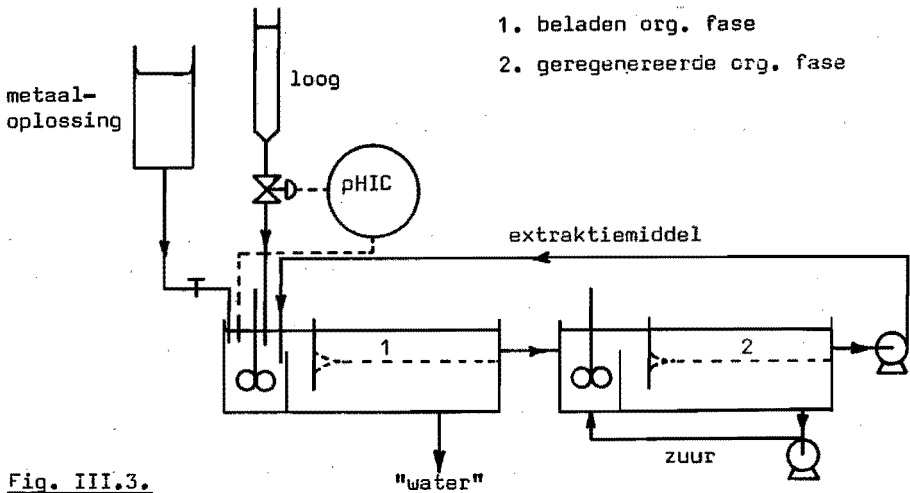 1. beladen org. fase
2. geregenereerde org. fase
metaal-
oplossing
loog
pHIC
extraktiemiddel
1
2
zuur
"water"
Fig. III.3.